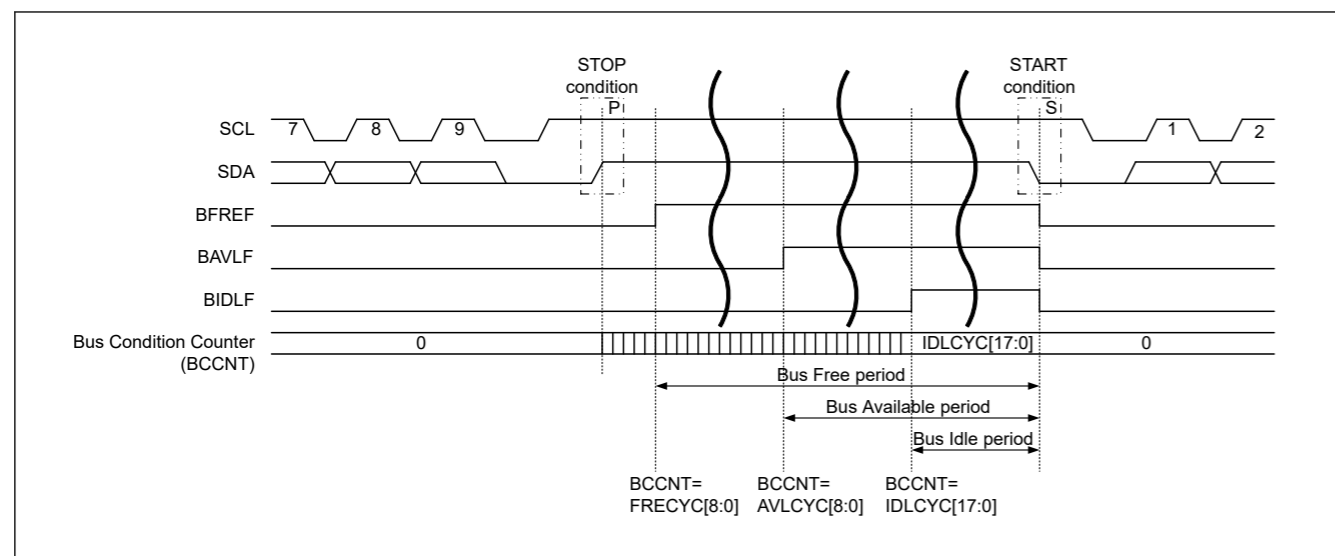 STOP
condition
START
condition
P
S
SCL
7
8
9
1
2
SDA
BFREF
BAVLF
BIDLF
Bus Condition Counter
(BCCNT)
0
IDLCYC[17:0]
0
Bus Free period
Bus Available period
Bus Idle period
BCCNT=
FRECYC[8:0]
BCCNT=
AVLCYC[8:0]
BCCNT=
IDLCYC[17:0]